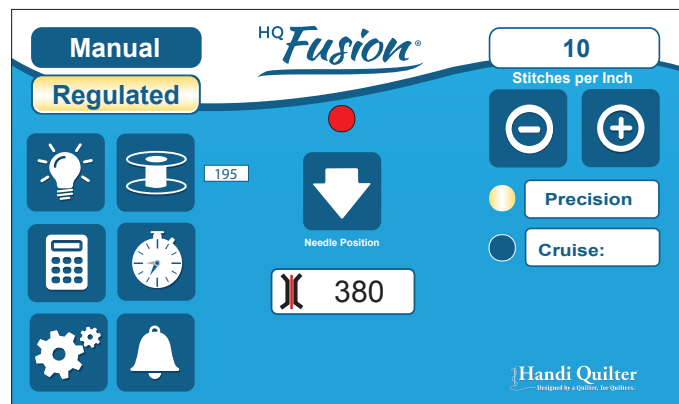 Manual
Regulated
HQ Fusion®
10
Stitches per Inch
195
Needle Position
380
Precision
Cruise:
Handi Quilter
Designed by a Quilter, for Quilters.